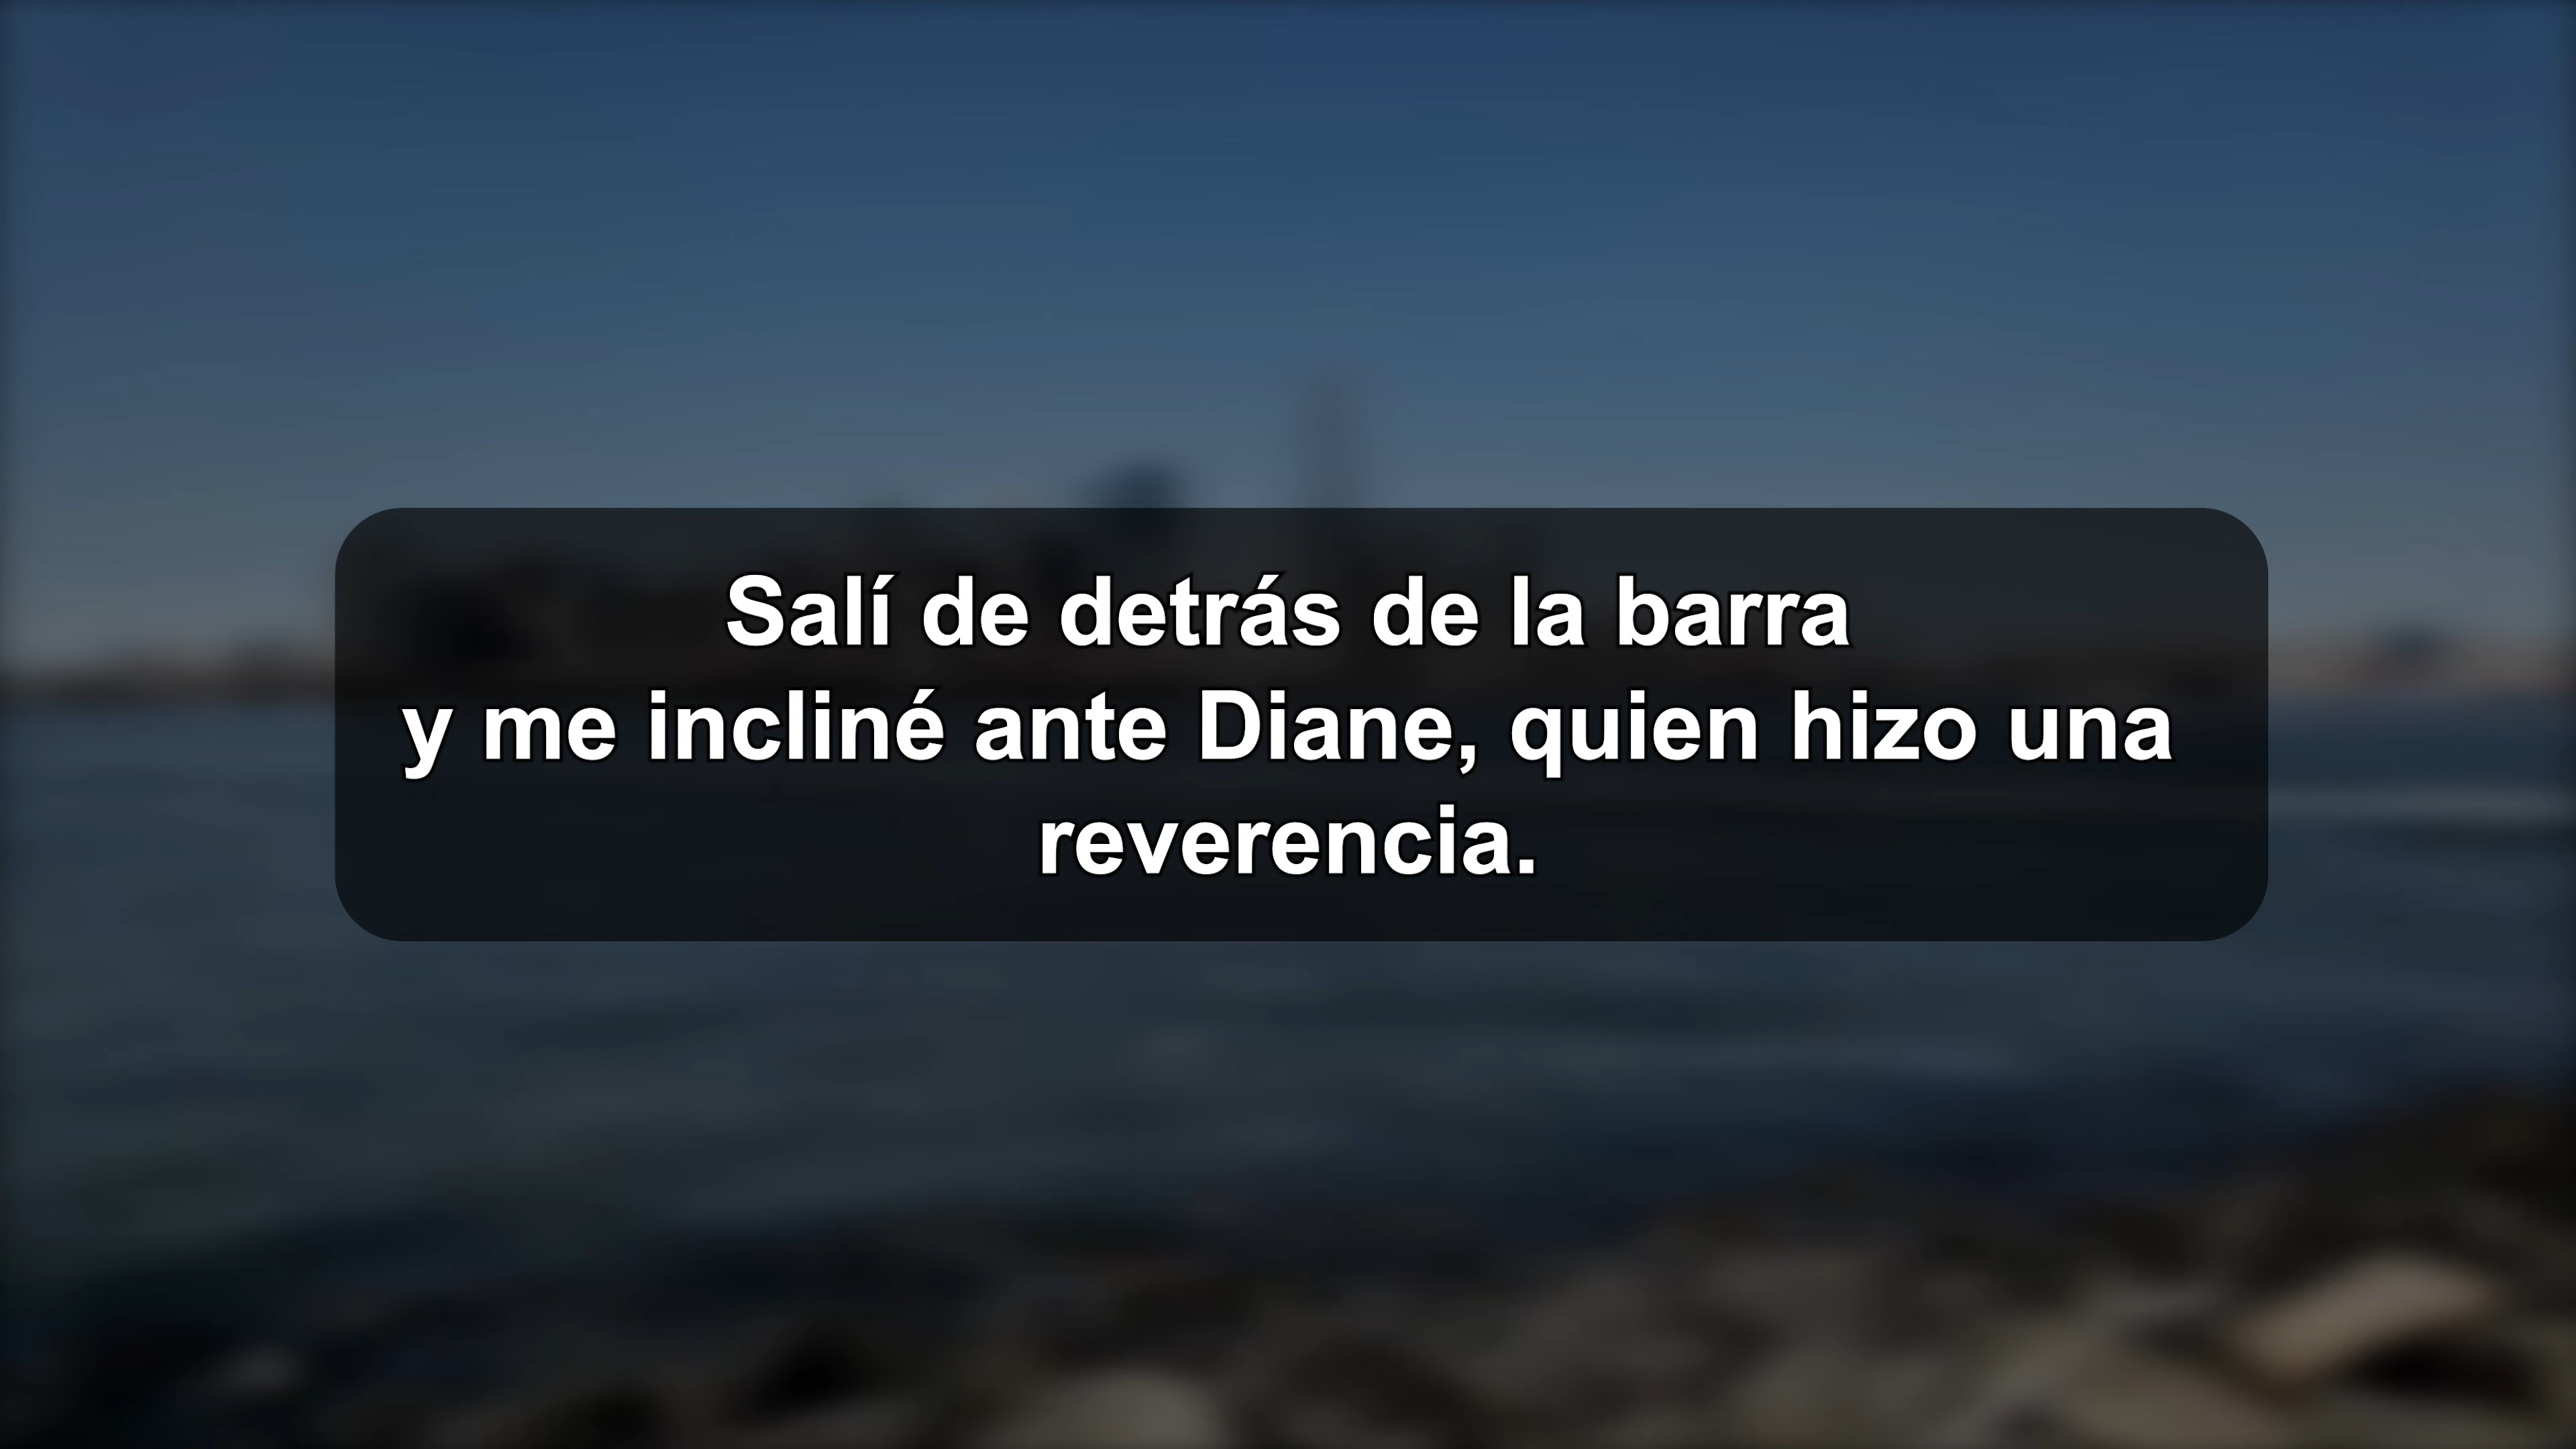 Salí de detrás de la barra
y me incliné ante Diane, quien hizo una
reverencia.